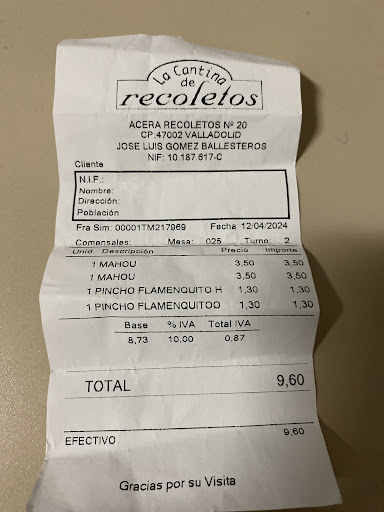 La Cantina
de
recoletos
ACERA RECOLETOS Nº 20
CP.47002 VALLADOLID
JOSE LUIS GOMEZ BALLESTEROS
NIF: 10.187.617-C
Cliente
N.I.F.:
Nombre:
Dirección:
Población
Fra Sim: 00001TM217969 Fecha 12/04/2024
Comensales: Mesa: 025 Turno: 2
Unid. Descripción Precio Importe
1 MAHOU 3,50 3,50
1 MAHOU 3,50 3,50
1 PINCHO FLAMENQUITO H 1,30 1,30
1 PINCHO FLAMENQUITOO 1,30 1,30
Base % IVA Total IVA
8,73 10,00 0,87
TOTAL 9,60
EFECTIVO 9,60
Gracias por su Visita